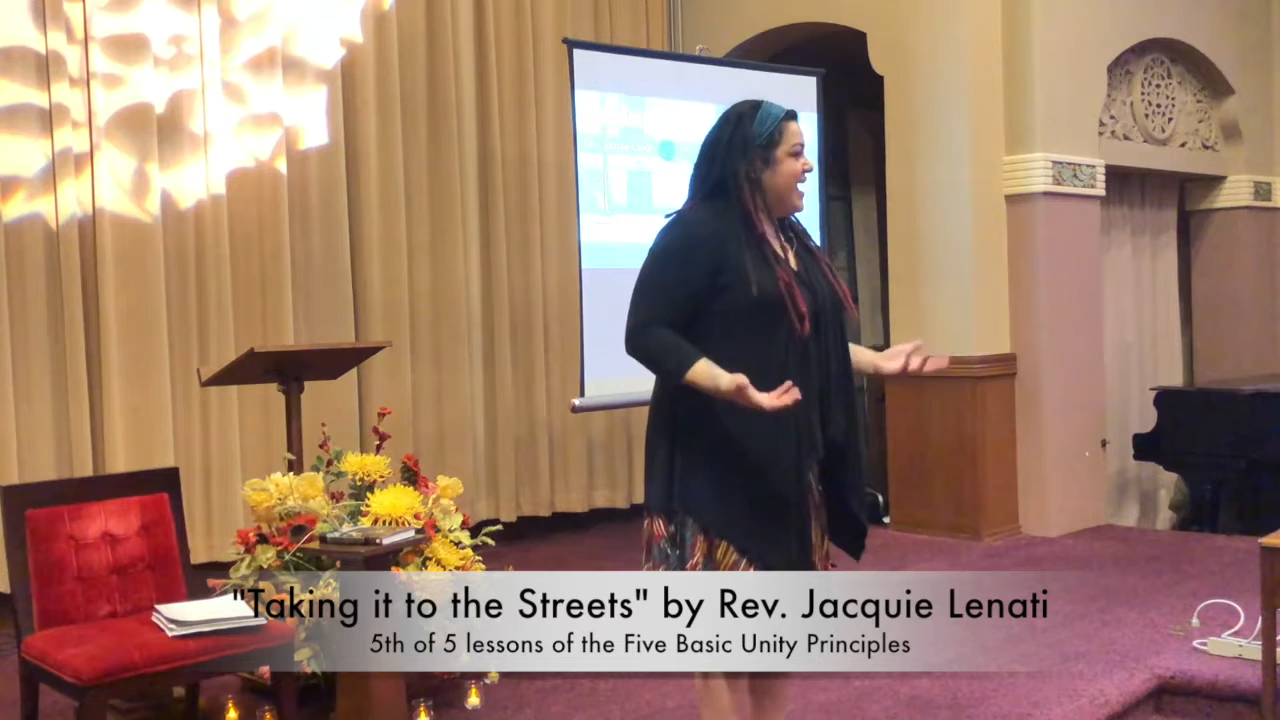 "Taking it to the Streets" by Rev. Jacquie Lenati
5th of 5 lessons of the Five Basic Unity Principles